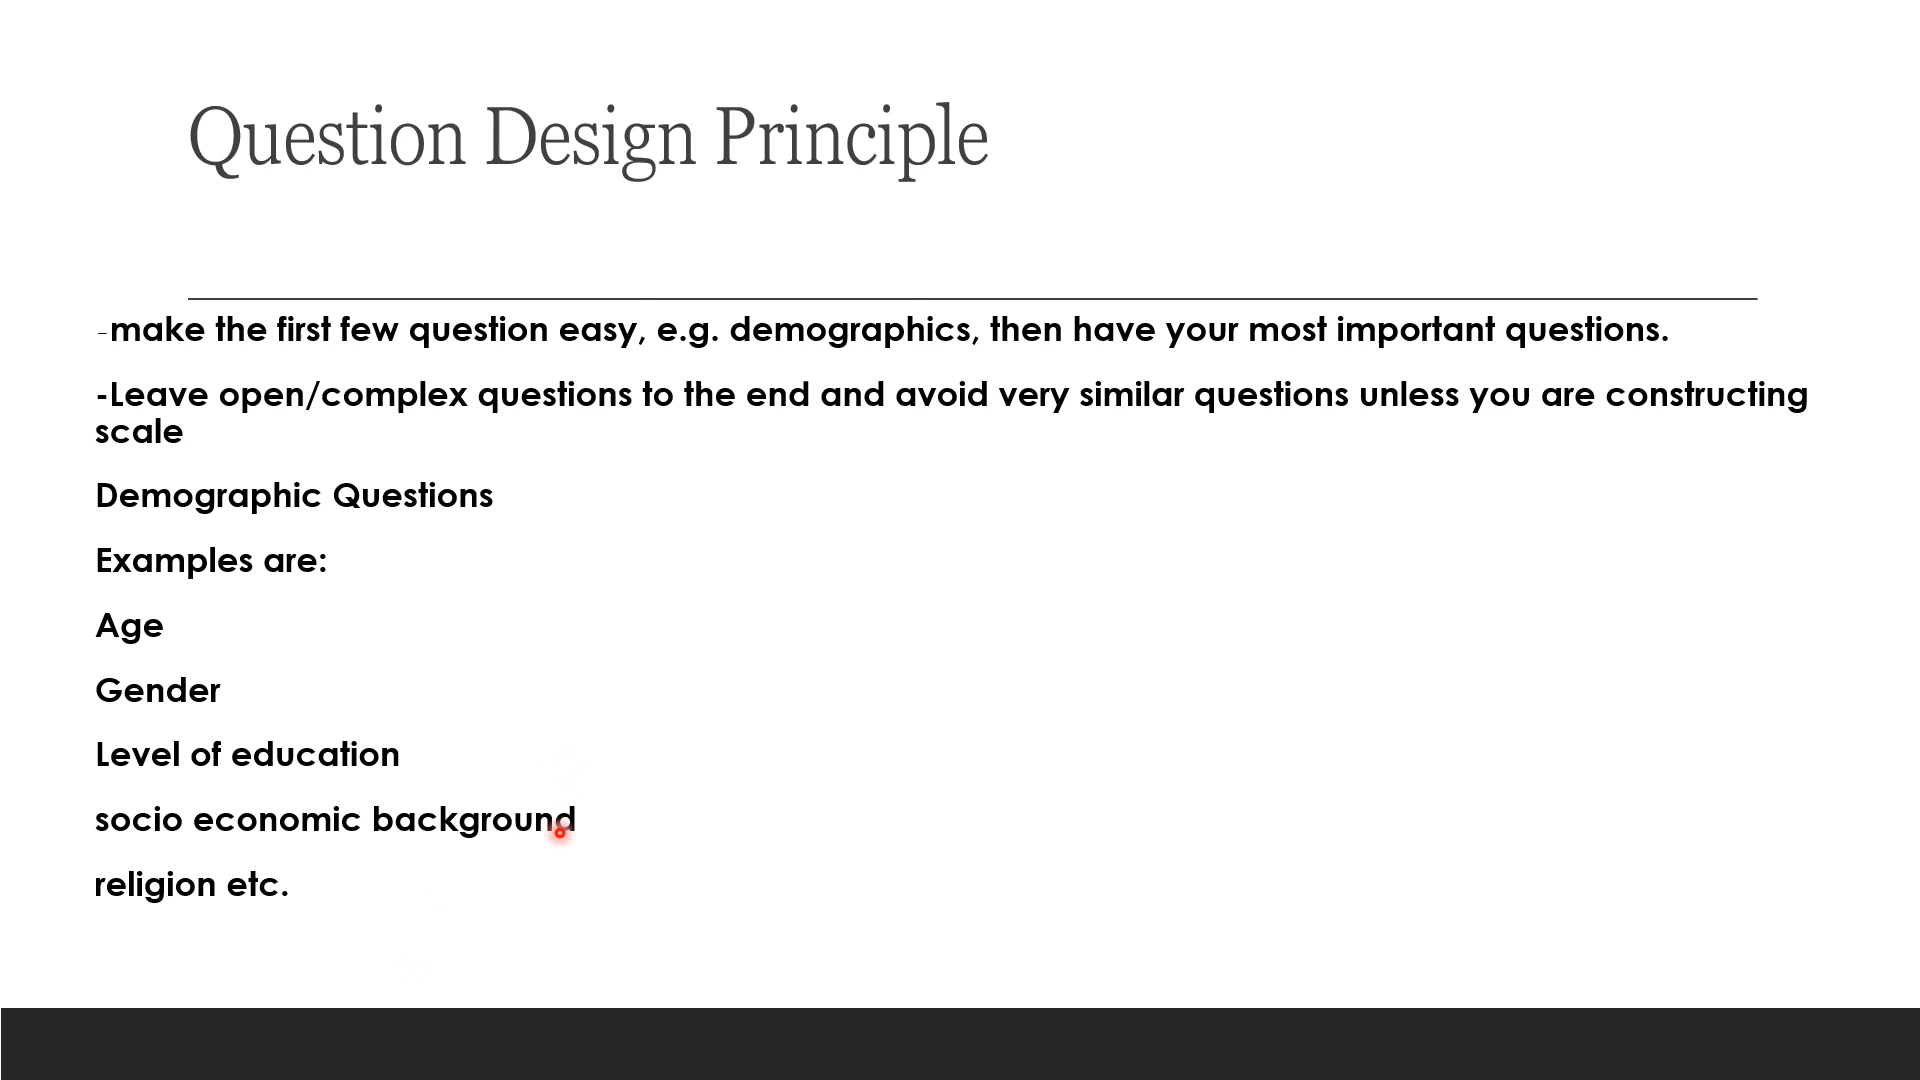 Question Design Principle
-make the first few question easy, e.g. demographics, then have your most important questions.
-Leave open/complex questions to the end and avoid very similar questions unless you are constructing
scale
Demographic Questions
Examples are:
Age
Gender
Level of education
socio economic background
religion etc.